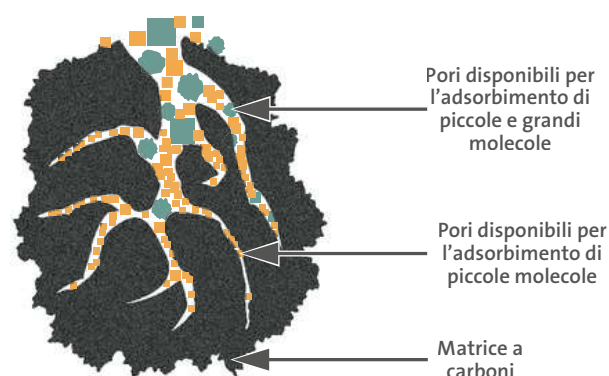 Pori disponibili per
l'adsorbimento di
piccole e grandi
molecole
Pori disponibili per
l'adsorbimento di
piccole molecole
Matrice a
carboni